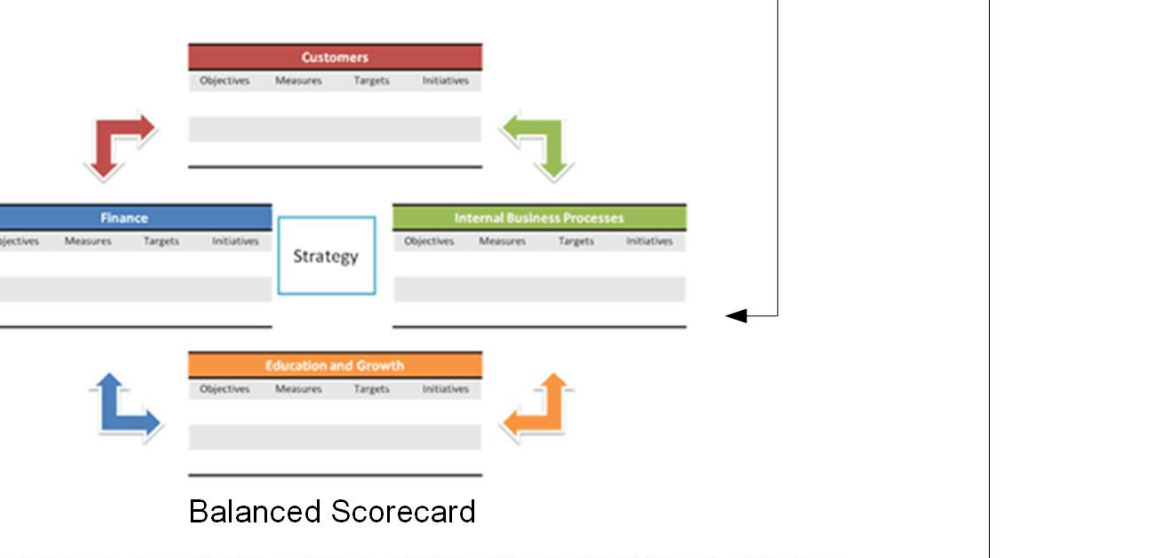 Customers
Objectives Measures Targets Initiatives
Finance
jectives Measures Targets Initiatives
Strategy
Internal Business Processes
Objectives Measures Targets Initiatives
Education and Growth
Objectives Measures Targets Initiatives
Balanced Scorecard